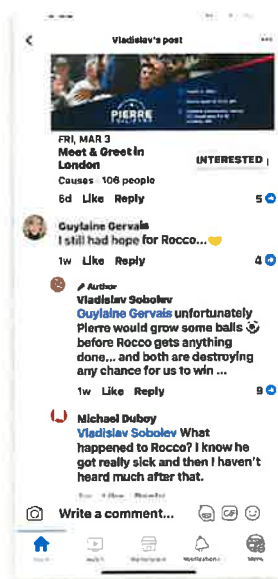 Vladislav's post
PIERRE
FRI, MAR 3
Meet & Greet in
London
INTERESTED
Causes 106 people
6d Like Reply 5
Guylaine Gervais
I still had hope for Rocco...💛
1w Like Reply 4
Author
Vladislav Sobolev
Guylaine Gervais unfortunately
Pierre would grow some balls ⚽
before Rocco gets anything
done... and both are destroying
any chance for us to win ...
1w Like Reply 9
Michael Duboy
Vladislav Sobolev What
happened to Rocco? I know he
got really sick and then I haven't
heard much after that.
Write a comment...
GIF